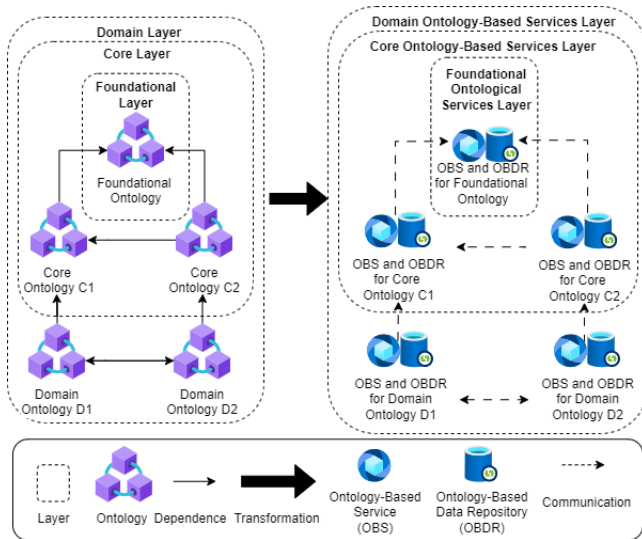 Domain Layer
Core Layer
Foundational
Layer
Foundational
Ontology
Core
Ontology C1
Core
Ontology C2
Domain
Ontology D1
Domain
Ontology D2
Domain Ontology-Based Services Layer
Core Ontology-Based Services Layer
Foundational
Ontological
Services Layer
OBS and OBDR
for Foundational
Ontology
OBS and OBDR
for Core
Ontology C1
OBS and OBDR
for Core
Ontology C2
OBS and OBDR
for Domain
Ontology D1
OBS and OBDR
for Domain
Ontology D2
Layer
Ontology
Dependence
Transformation
Ontology-Based
Service
(OBS)
Ontology-Based
Data Repository
(OBDR)
Communication